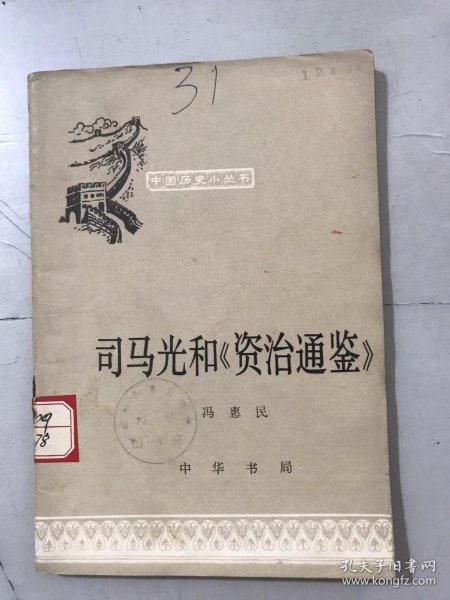 31
中国历史小丛书
司马光和《资治通鉴》
冯惠民
中华书局
78
孔夫子旧书网
www.kongfz.com